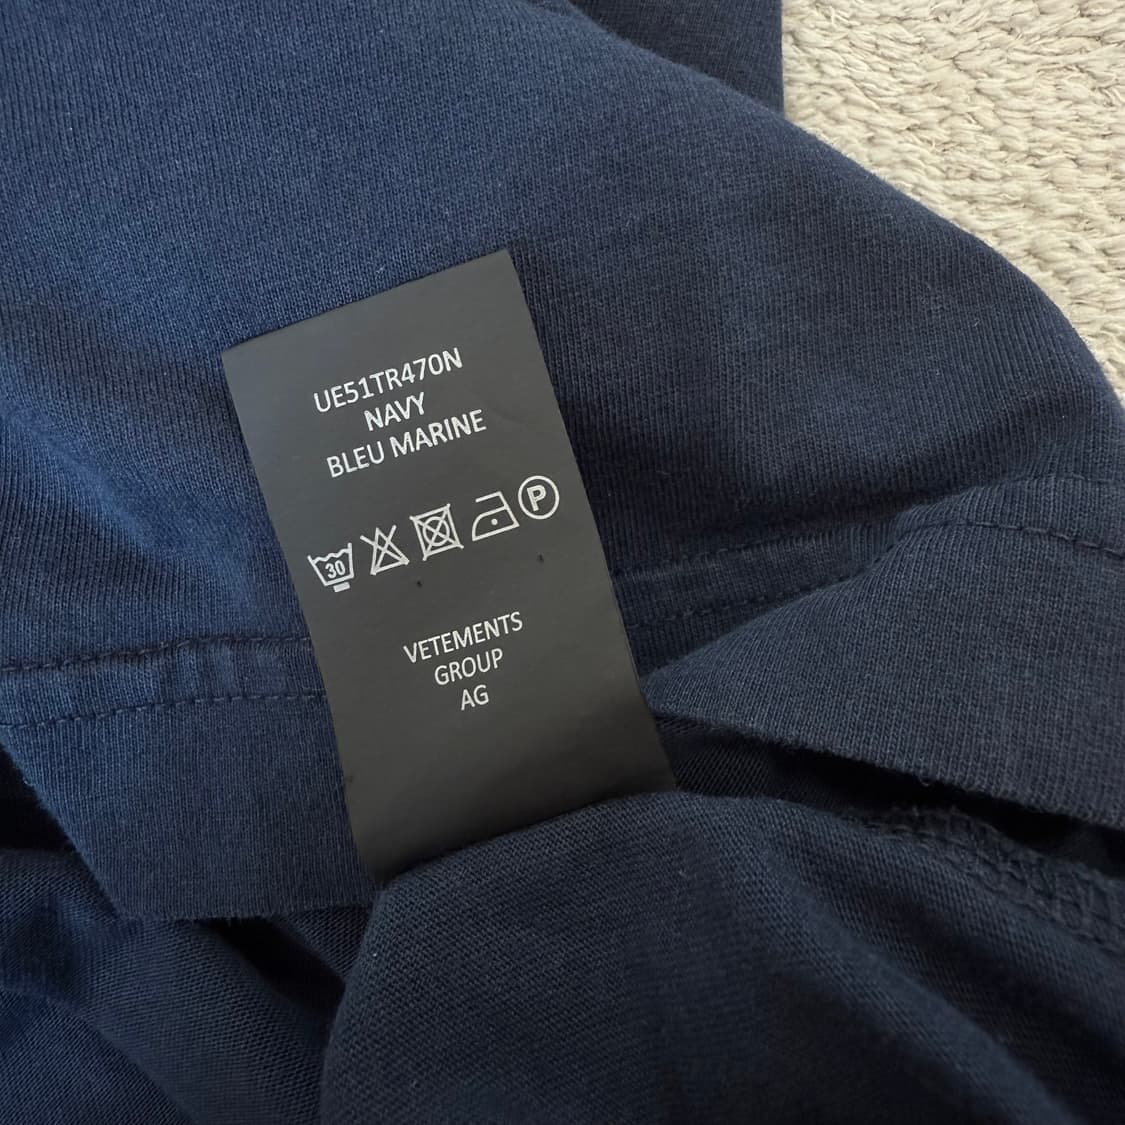 UE51TR470N
NAVY
BLEU MARINE
30
P
VETEMENTS
GROUP
AG